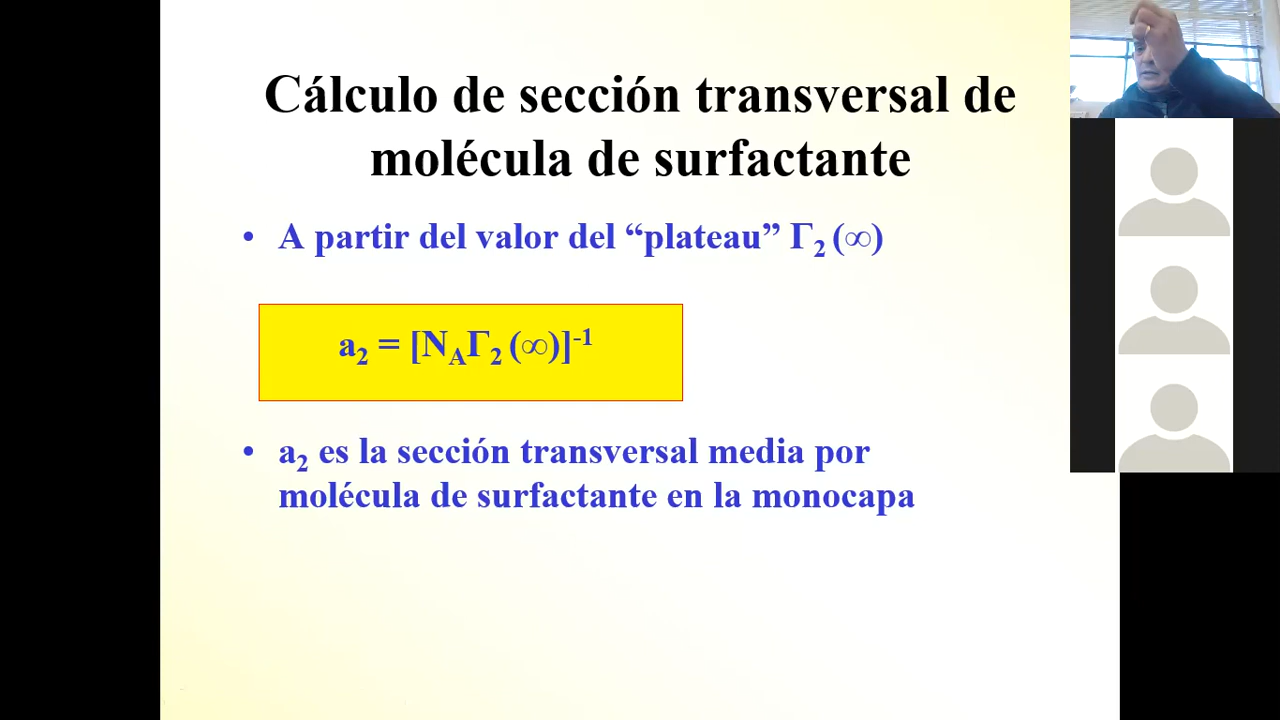 Cálculo de sección transversal de
molécula de surfactante
• A partir del valor del “plateau” Γ₂ (∞)
a₂ = [N_AΓ₂ (∞)]⁻¹
• a₂ es la sección transversal media por
molécula de surfactante en la monocapa